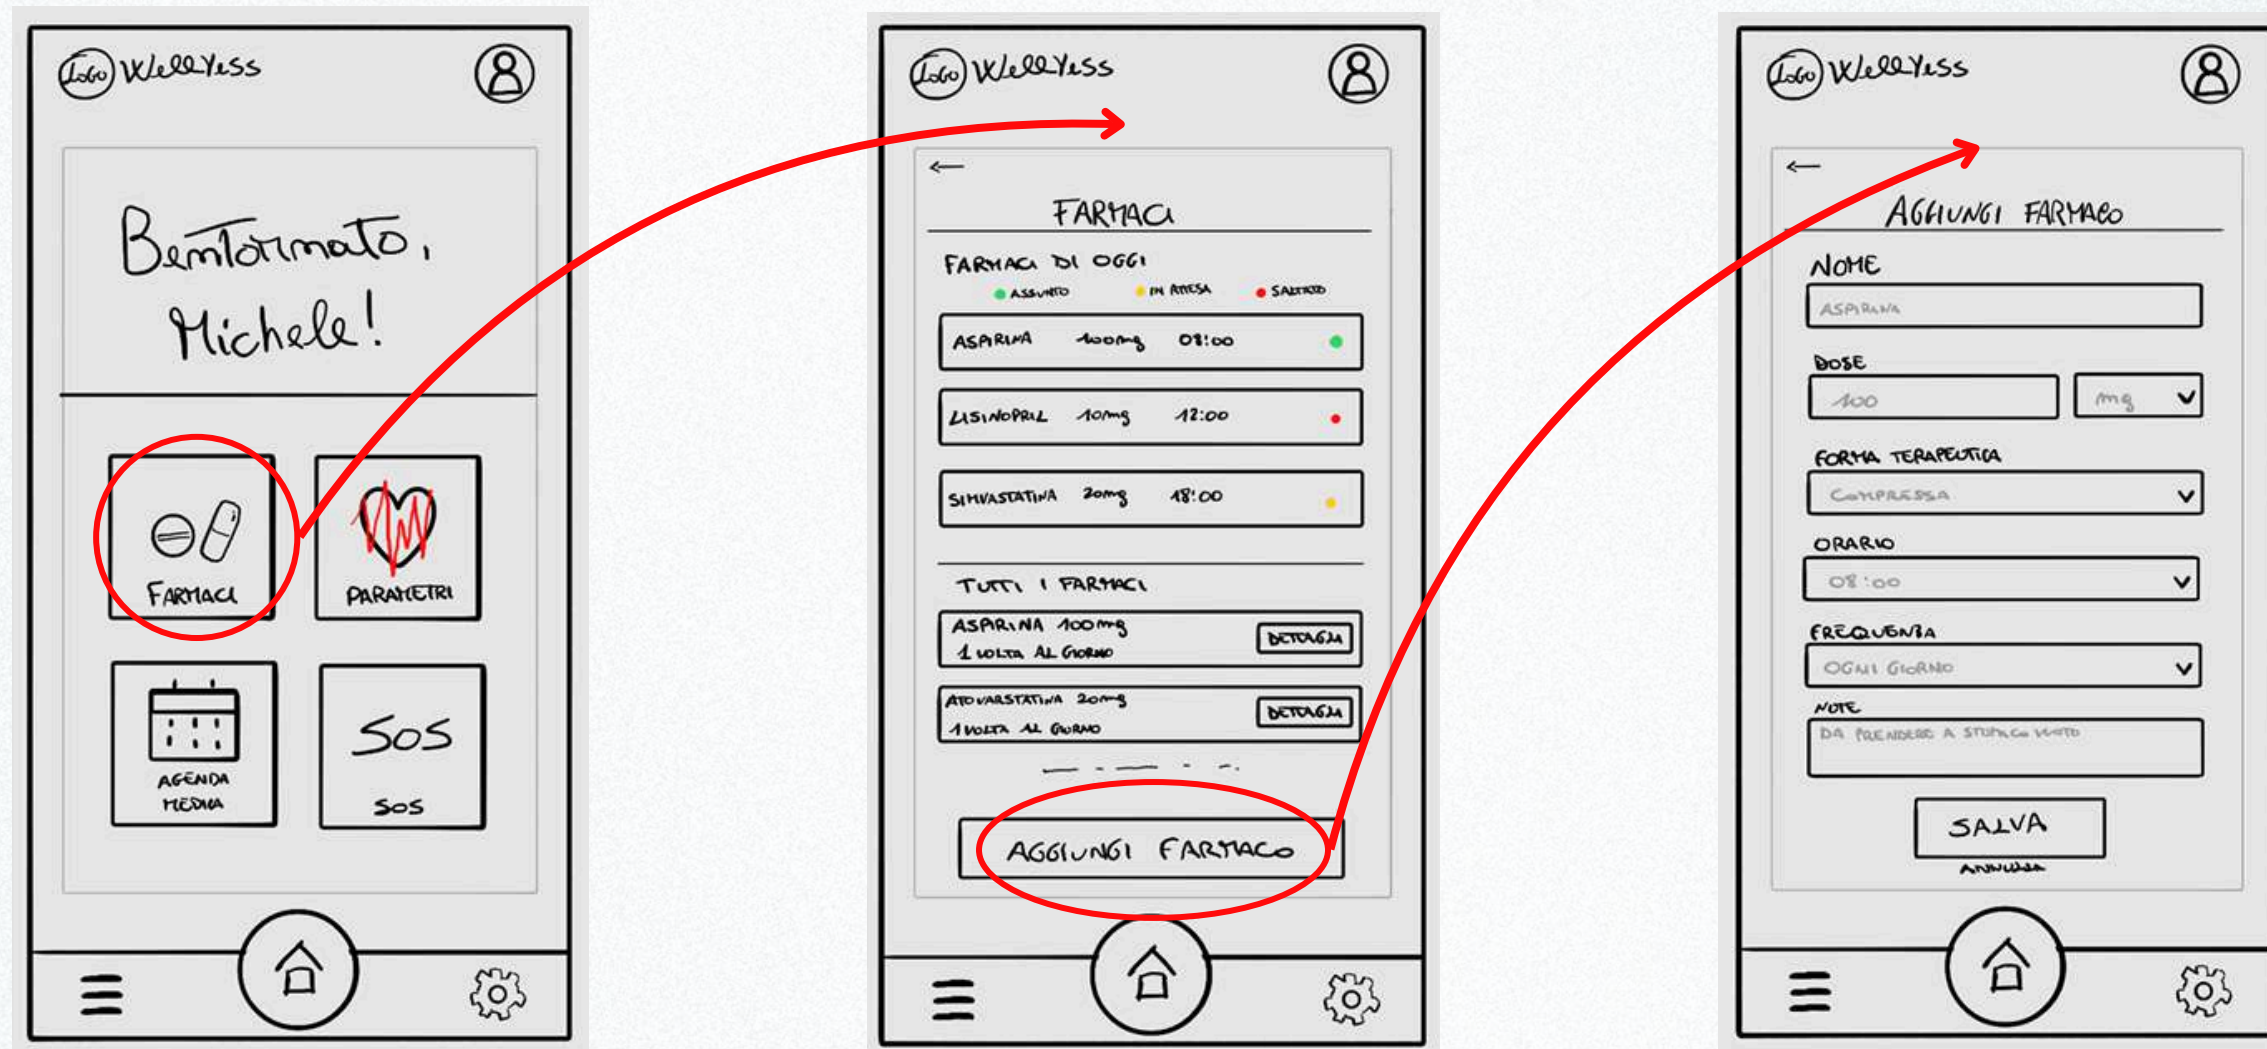 Logo WellYess
Bentornato,
Michele!
FARMACI
PARAMETRI
AGENDA
MEDICA
SOS
SOS
Logo WellYess
←
FARMACI
FARMACI DI OGGI
ASSUNTO IN ATTESA SALTATO
ASPIRINA 100mg 08:00
LISINOPRIL 10mg 12:00
SIMVASTATINA 20mg 18:00
TUTTI I FARMACI
ASPIRINA 100mg
1 VOLTA AL GIORNO
DETTAGLI
ATOVARSTATINA 20mg
1 VOLTA AL GIORNO
DETTAGLI
AGGIUNGI FARMACO
Logo WellYess
←
AGGIUNGI FARMACO
NOME
ASPIRINA
DOSE
100 mg
FORMA TERAPEUTICA
COMPRESSA
ORARIO
08:00
FREQUENZA
OGNI GIORNO
NOTE
DA PRENDERE A STOMACO VUOTO
SALVA
ANNULLA